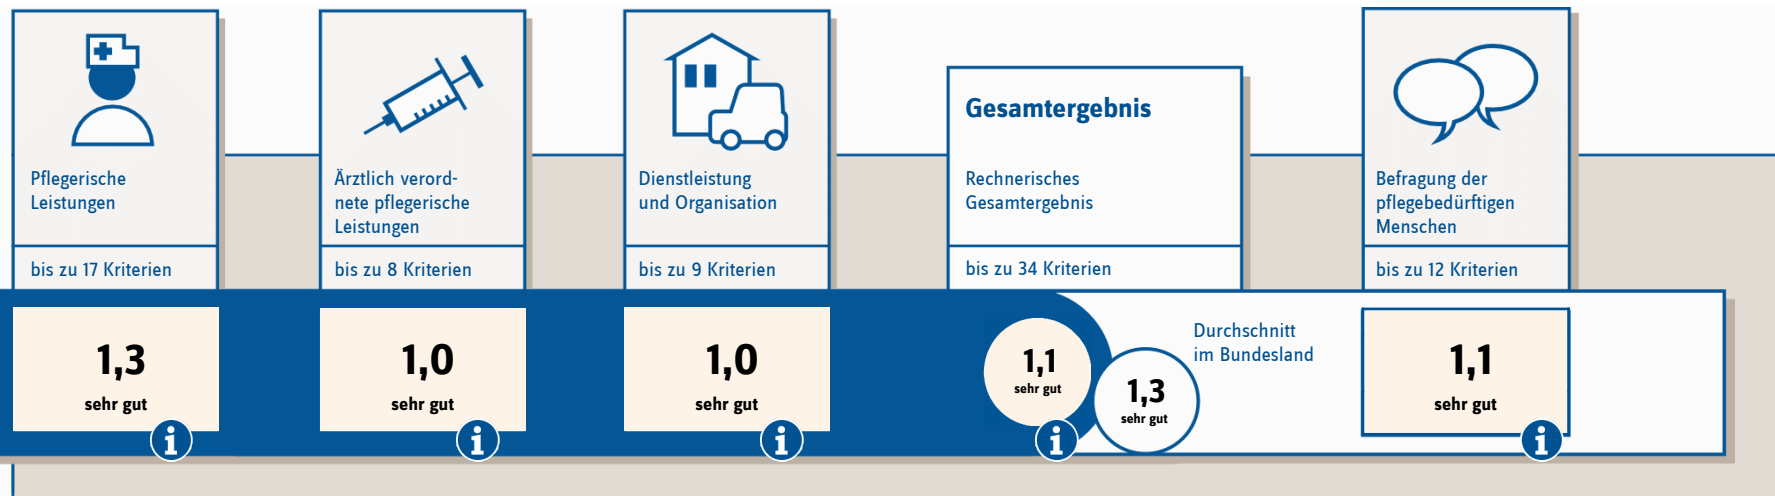 Pflegerische
Leistungen
bis zu 17 Kriterien
1,3
sehr gut
i
Ärztlich verord-
nete pflegerische
Leistungen
bis zu 8 Kriterien
1,0
sehr gut
i
Dienstleistung
und Organisation
bis zu 9 Kriterien
1,0
sehr gut
i
Gesamtergebnis
Rechnerisches
Gesamtergebnis
bis zu 34 Kriterien
1,1
sehr gut
i
1,3
sehr gut
Durchschnitt
im Bundesland
Befragung der
pflegebedürftigen
Menschen
bis zu 12 Kriterien
1,1
sehr gut
i